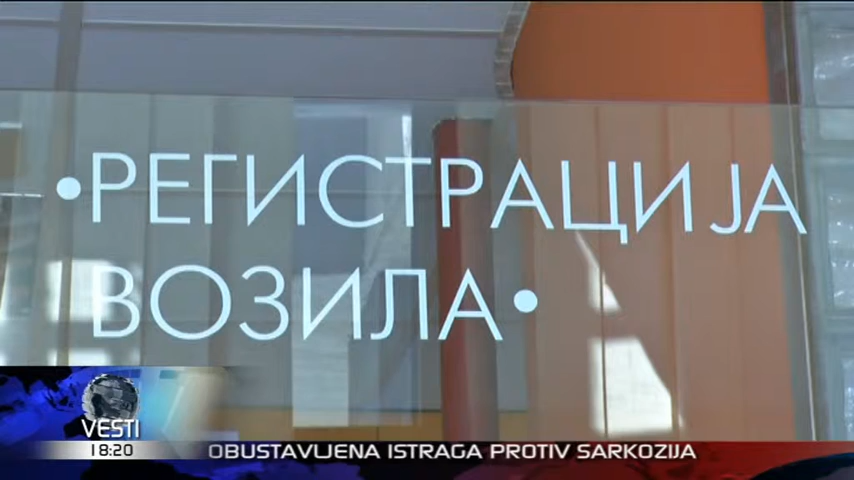 •РЕГИСТРАЦИЈА
ВОЗИЛА•
VESTI
18:20
OBUSTAVLJENA ISTRAGA PROTIV SARKOZIJA